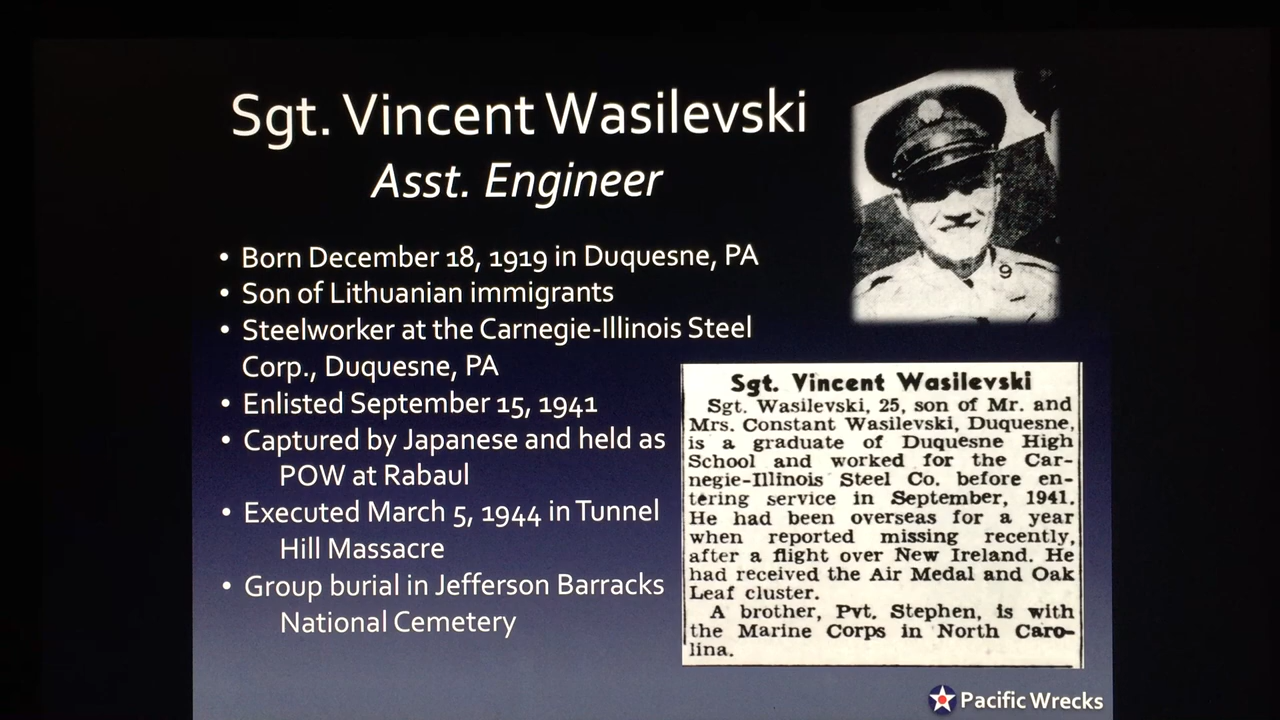 Sgt. Vincent Wasilevski
Asst. Engineer
• Born December 18, 1919 in Duquesne, PA
• Son of Lithuanian immigrants
• Steelworker at the Carnegie-Illinois Steel
Corp., Duquesne, PA
• Enlisted September 15, 1941
• Captured by Japanese and held as
POW at Rabaul
• Executed March 5, 1944 in Tunnel
Hill Massacre
• Group burial in Jefferson Barracks
National Cemetery
9
Sgt. Vincent Wasilevski
Sgt. Wasilevski, 25, son of Mr. and
Mrs. Constant Wasilevski, Duquesne,
is a graduate of Duquesne High
School and worked for the Car-
negie-Illinois Steel Co. before en-
tering service in September, 1941.
He had been overseas for a year
when reported missing recently,
after a flight over New Ireland. He
had received the Air Medal and Oak
Leaf cluster.
A brother, Pvt. Stephen, is with
the Marine Corps in North Caro-
lina.
Pacific Wrecks